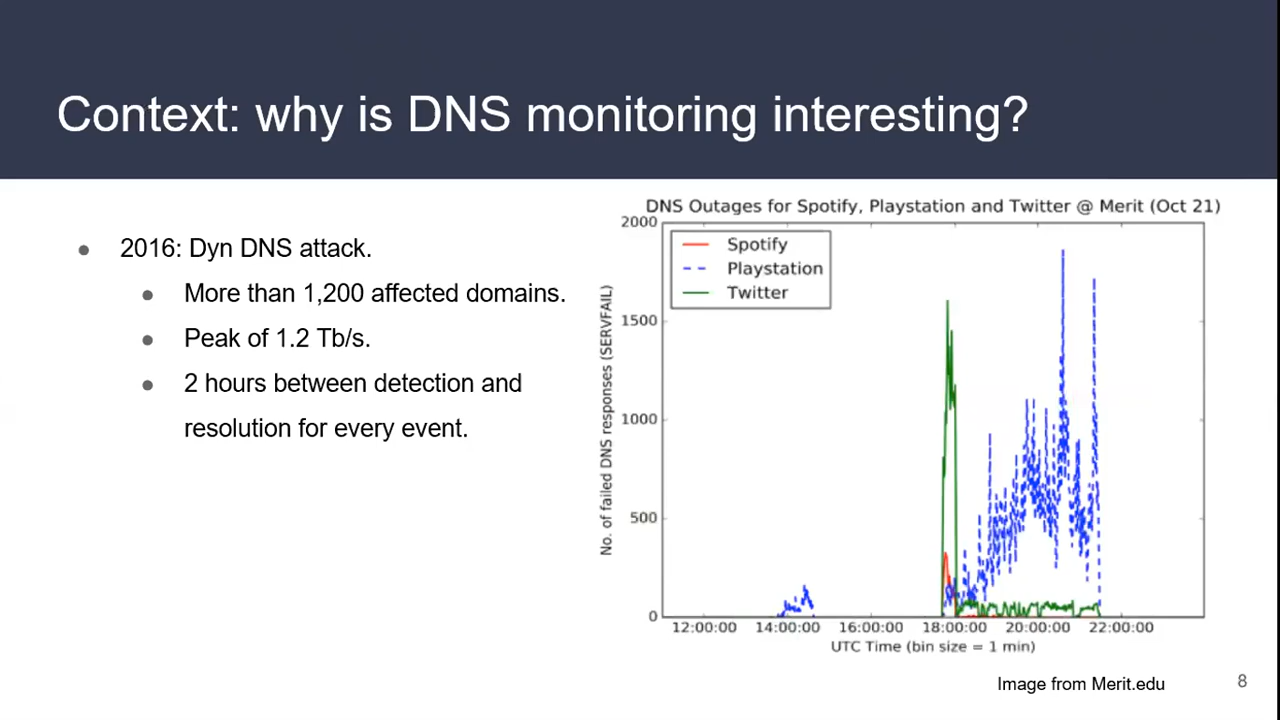 Context: why is DNS monitoring interesting?
● 2016: Dyn DNS attack.
● More than 1,200 affected domains.
● Peak of 1.2 Tb/s.
● 2 hours between detection and
resolution for every event.
DNS Outages for Spotify, Playstation and Twitter @ Merit (Oct 21)
Spotify
Playstation
Twitter
No. of failed DNS responses (SERVFAIL)
2000
1500
1000
500
0
12:00:00 14:00:00 16:00:00 18:00:00 20:00:00 22:00:00
UTC Time (bin size = 1 min)
Image from Merit.edu
8